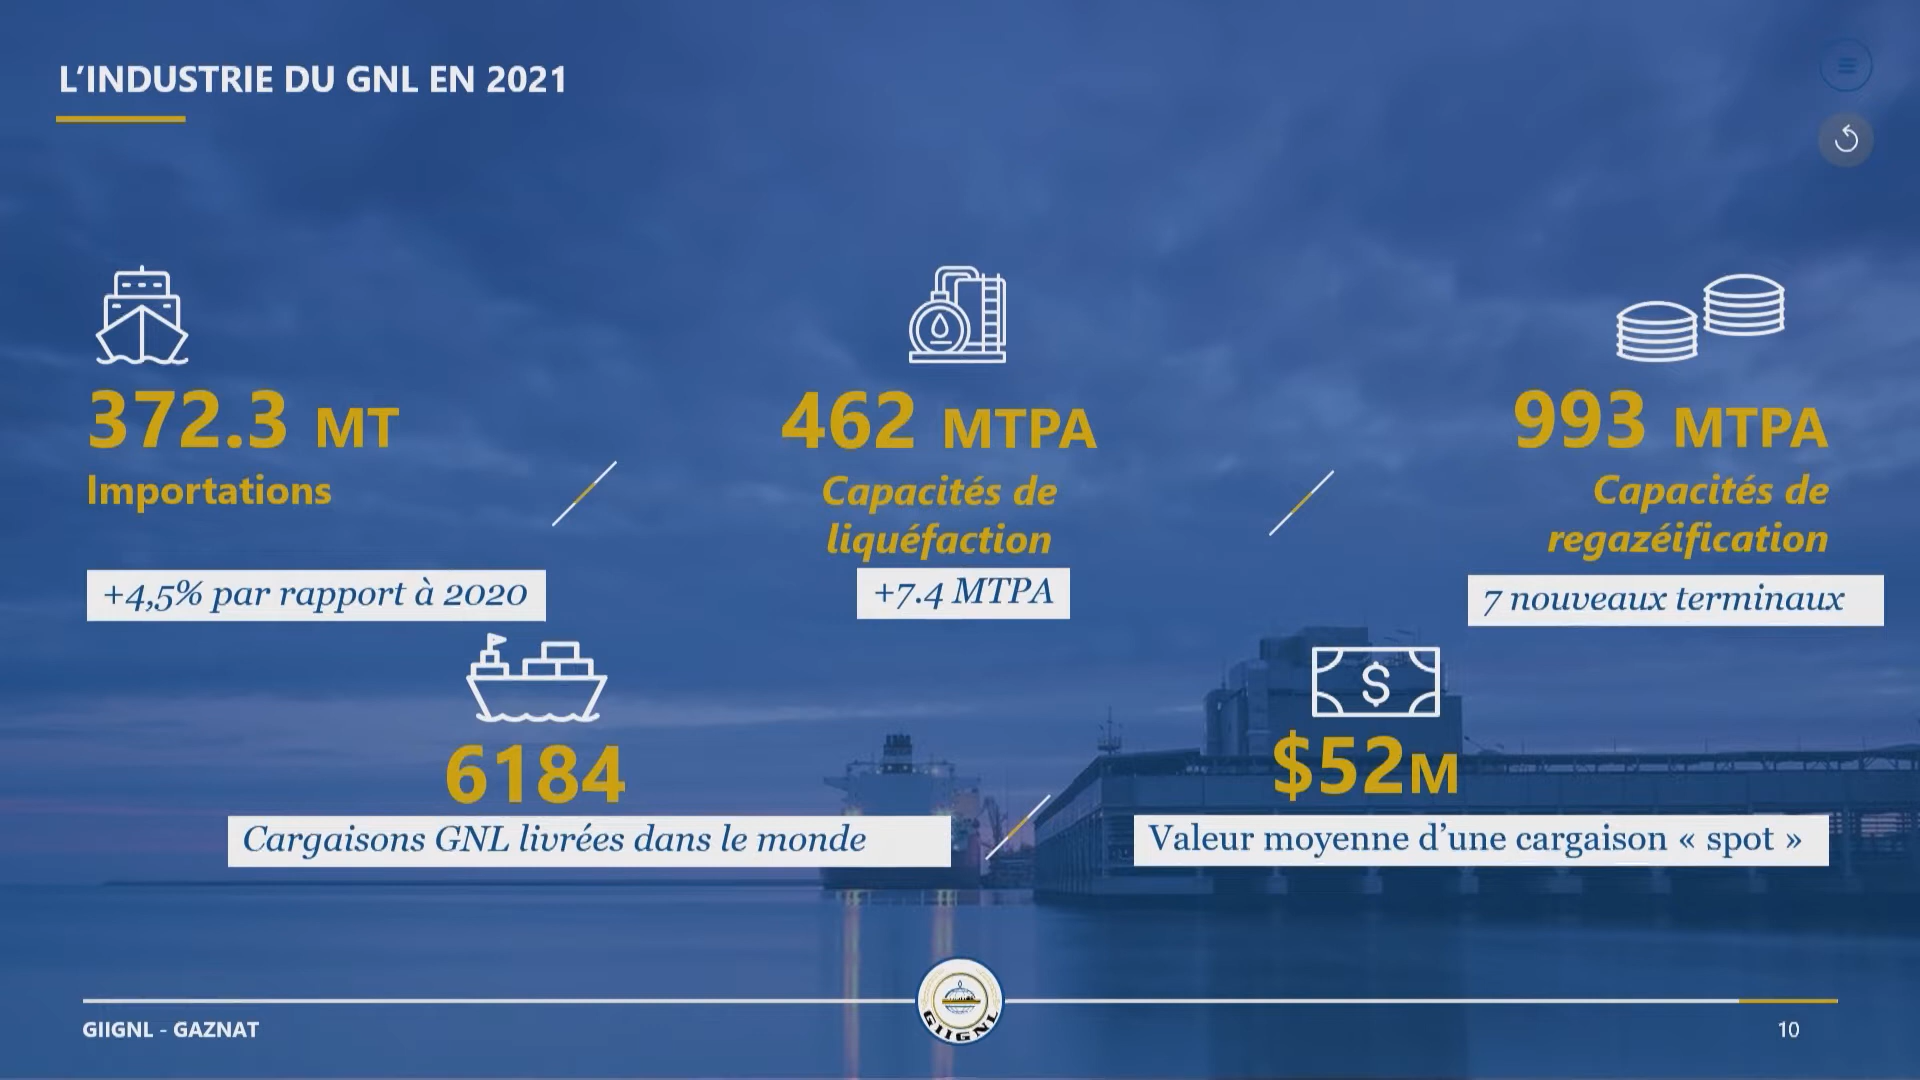 L'INDUSTRIE DU GNL EN 2021
372.3 MT
Importations
+4,5% par rapport à 2020
462 MTPA
Capacités de
liquéfaction
+7.4 MTPA
993 MTPA
Capacités de
regazéification
7 nouveaux terminaux
6184
Cargaisons GNL livrées dans le monde
$
$52M
Valeur moyenne d'une cargaison « spot »
GIIGNL
GIIGNL - GAZNAT
10